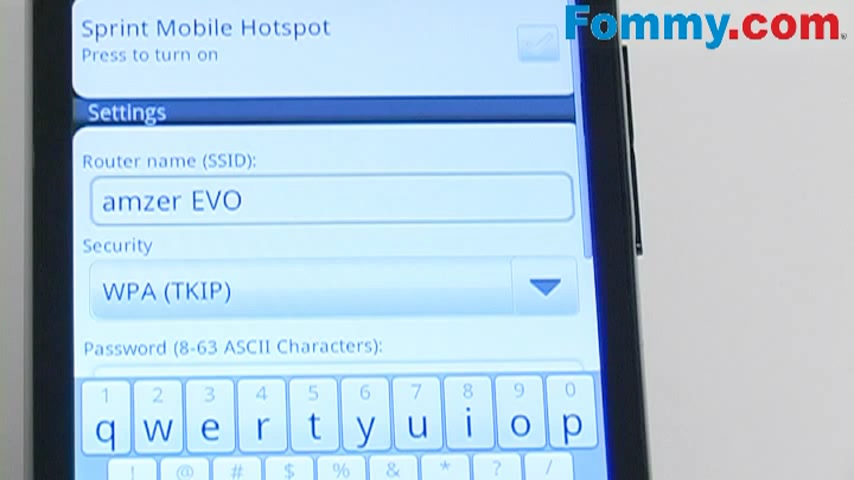 Fommy.com
Sprint Mobile Hotspot
Press to turn on
Settings
Router name (SSID):
amzer EVO
Security
WPA (TKIP)
Password (8-63 ASCII Characters):
1 2 3 4 5 6 7 8 9 0
q w e r t y u i o p
! @ # $ % & * ? /